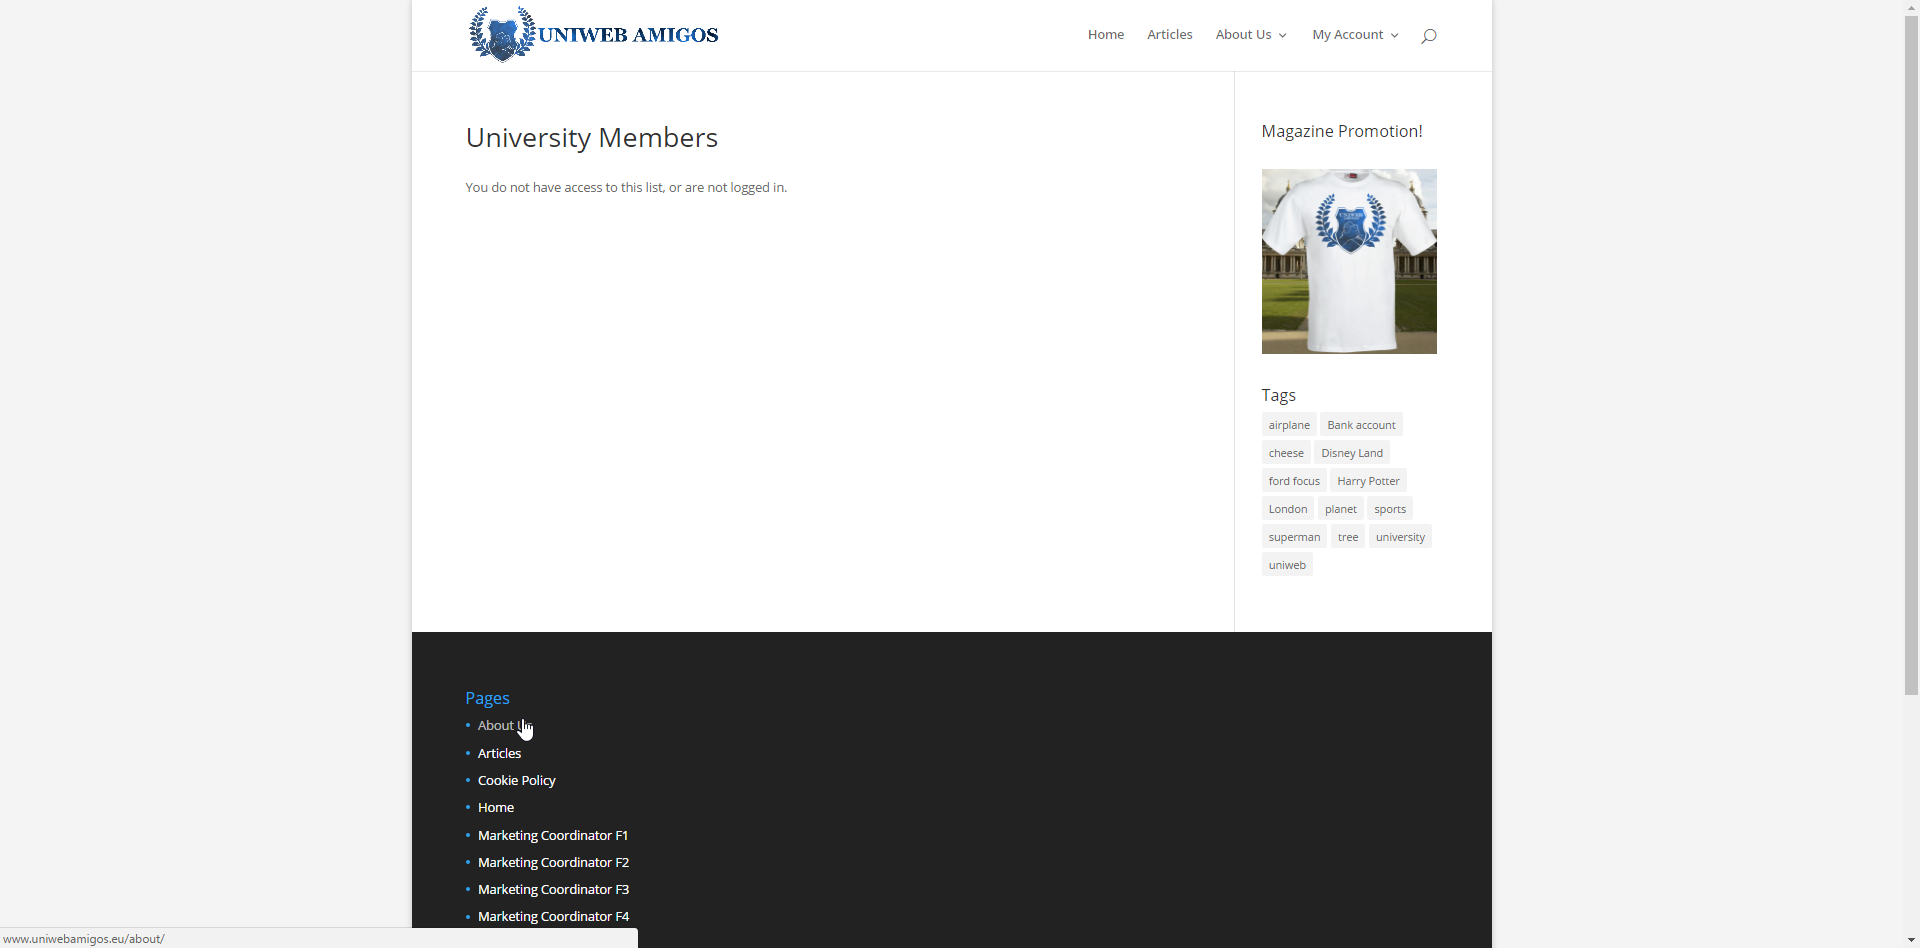 UNIWEB AMIGOS
Home
Articles
About Us
My Account
University Members
You do not have access to this list, or are not logged in.
Magazine Promotion!
Tags
airplane
Bank account
cheese
Disney Land
ford focus
Harry Potter
London
planet
sports
superman
tree
university
uniweb
Pages
About
Articles
Cookie Policy
Home
Marketing Coordinator F1
Marketing Coordinator F2
Marketing Coordinator F3
Marketing Coordinator F4
www.uniwebamigos.eu/about/